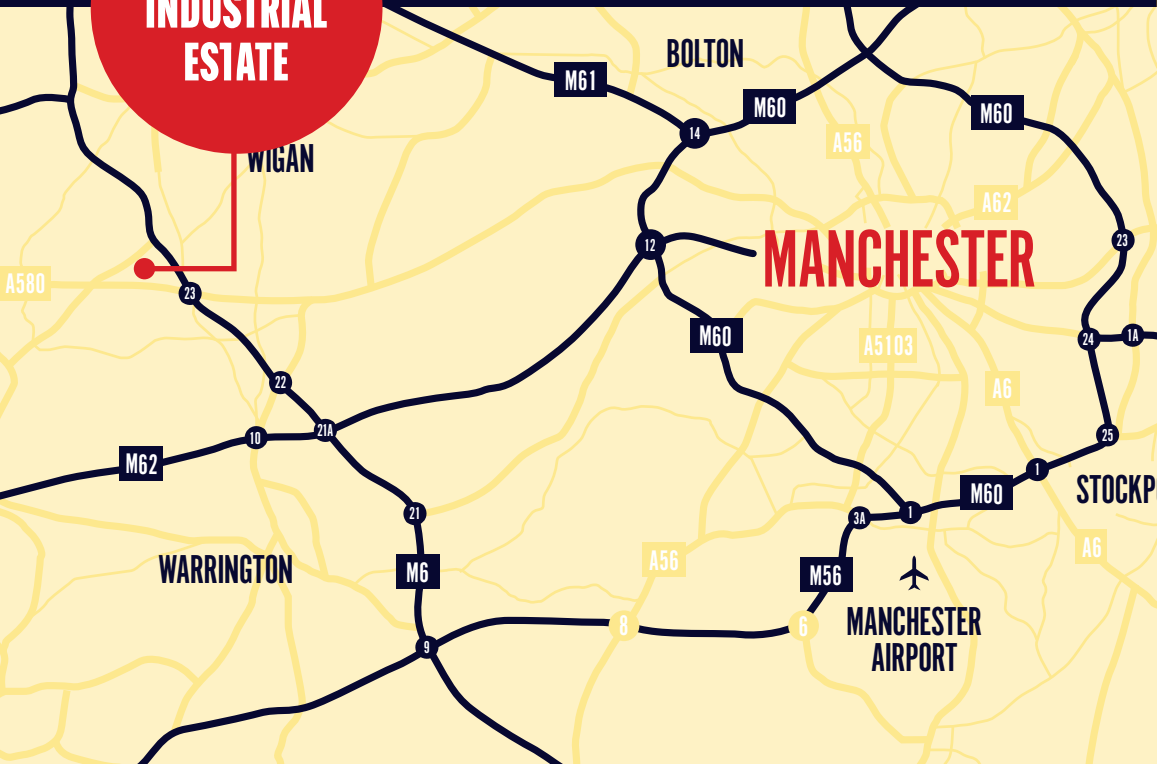 INDUSTRIAL
ESTATE
BOLTON
M61
M60
M60
14
A56
WIGAN
A62
23
12
MANCHESTER
A580
23
M60
A5103
24
1A
22
A6
21A
10
25
M62
1
STOCKP
M60
21
3A
1
A56
A6
WARRINGTON
M6
M56
8
6
MANCHESTER
AIRPORT
9